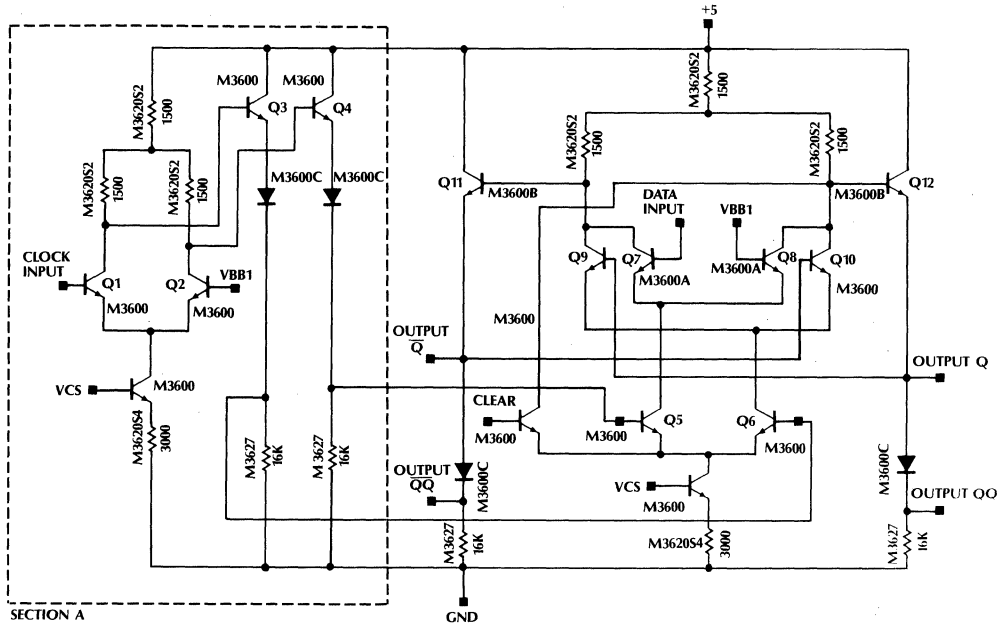 +5
M3600
M3600
Q3
Q4
M3620S2
1500
M3620S2
1500
M3620S2
1500
M3620S2
1500
M3620S2
1500
M3620S2
1500
M3600C
M3600C
Q11
M3600B
M3600B
Q12
DATA
INPUT
VBB1
CLOCK
INPUT
Q1
Q2
VBB1
M3600
M3600
Q9
Q7
M3600A
Q8
M3600A
Q10
M3600
M3600
OUTPUT
Q
OUTPUT Q
VCS
M3600
M3620S4
3000
M3627
16K
M3627
16K
CLEAR
M3600
M3600
Q5
Q6
M3600
OUTPUT
QQ
M3600C
VCS
M3600
M3600C
OUTPUT QQ
M3627
16K
M3620S4
3000
M3627
16K
SECTION A
GND